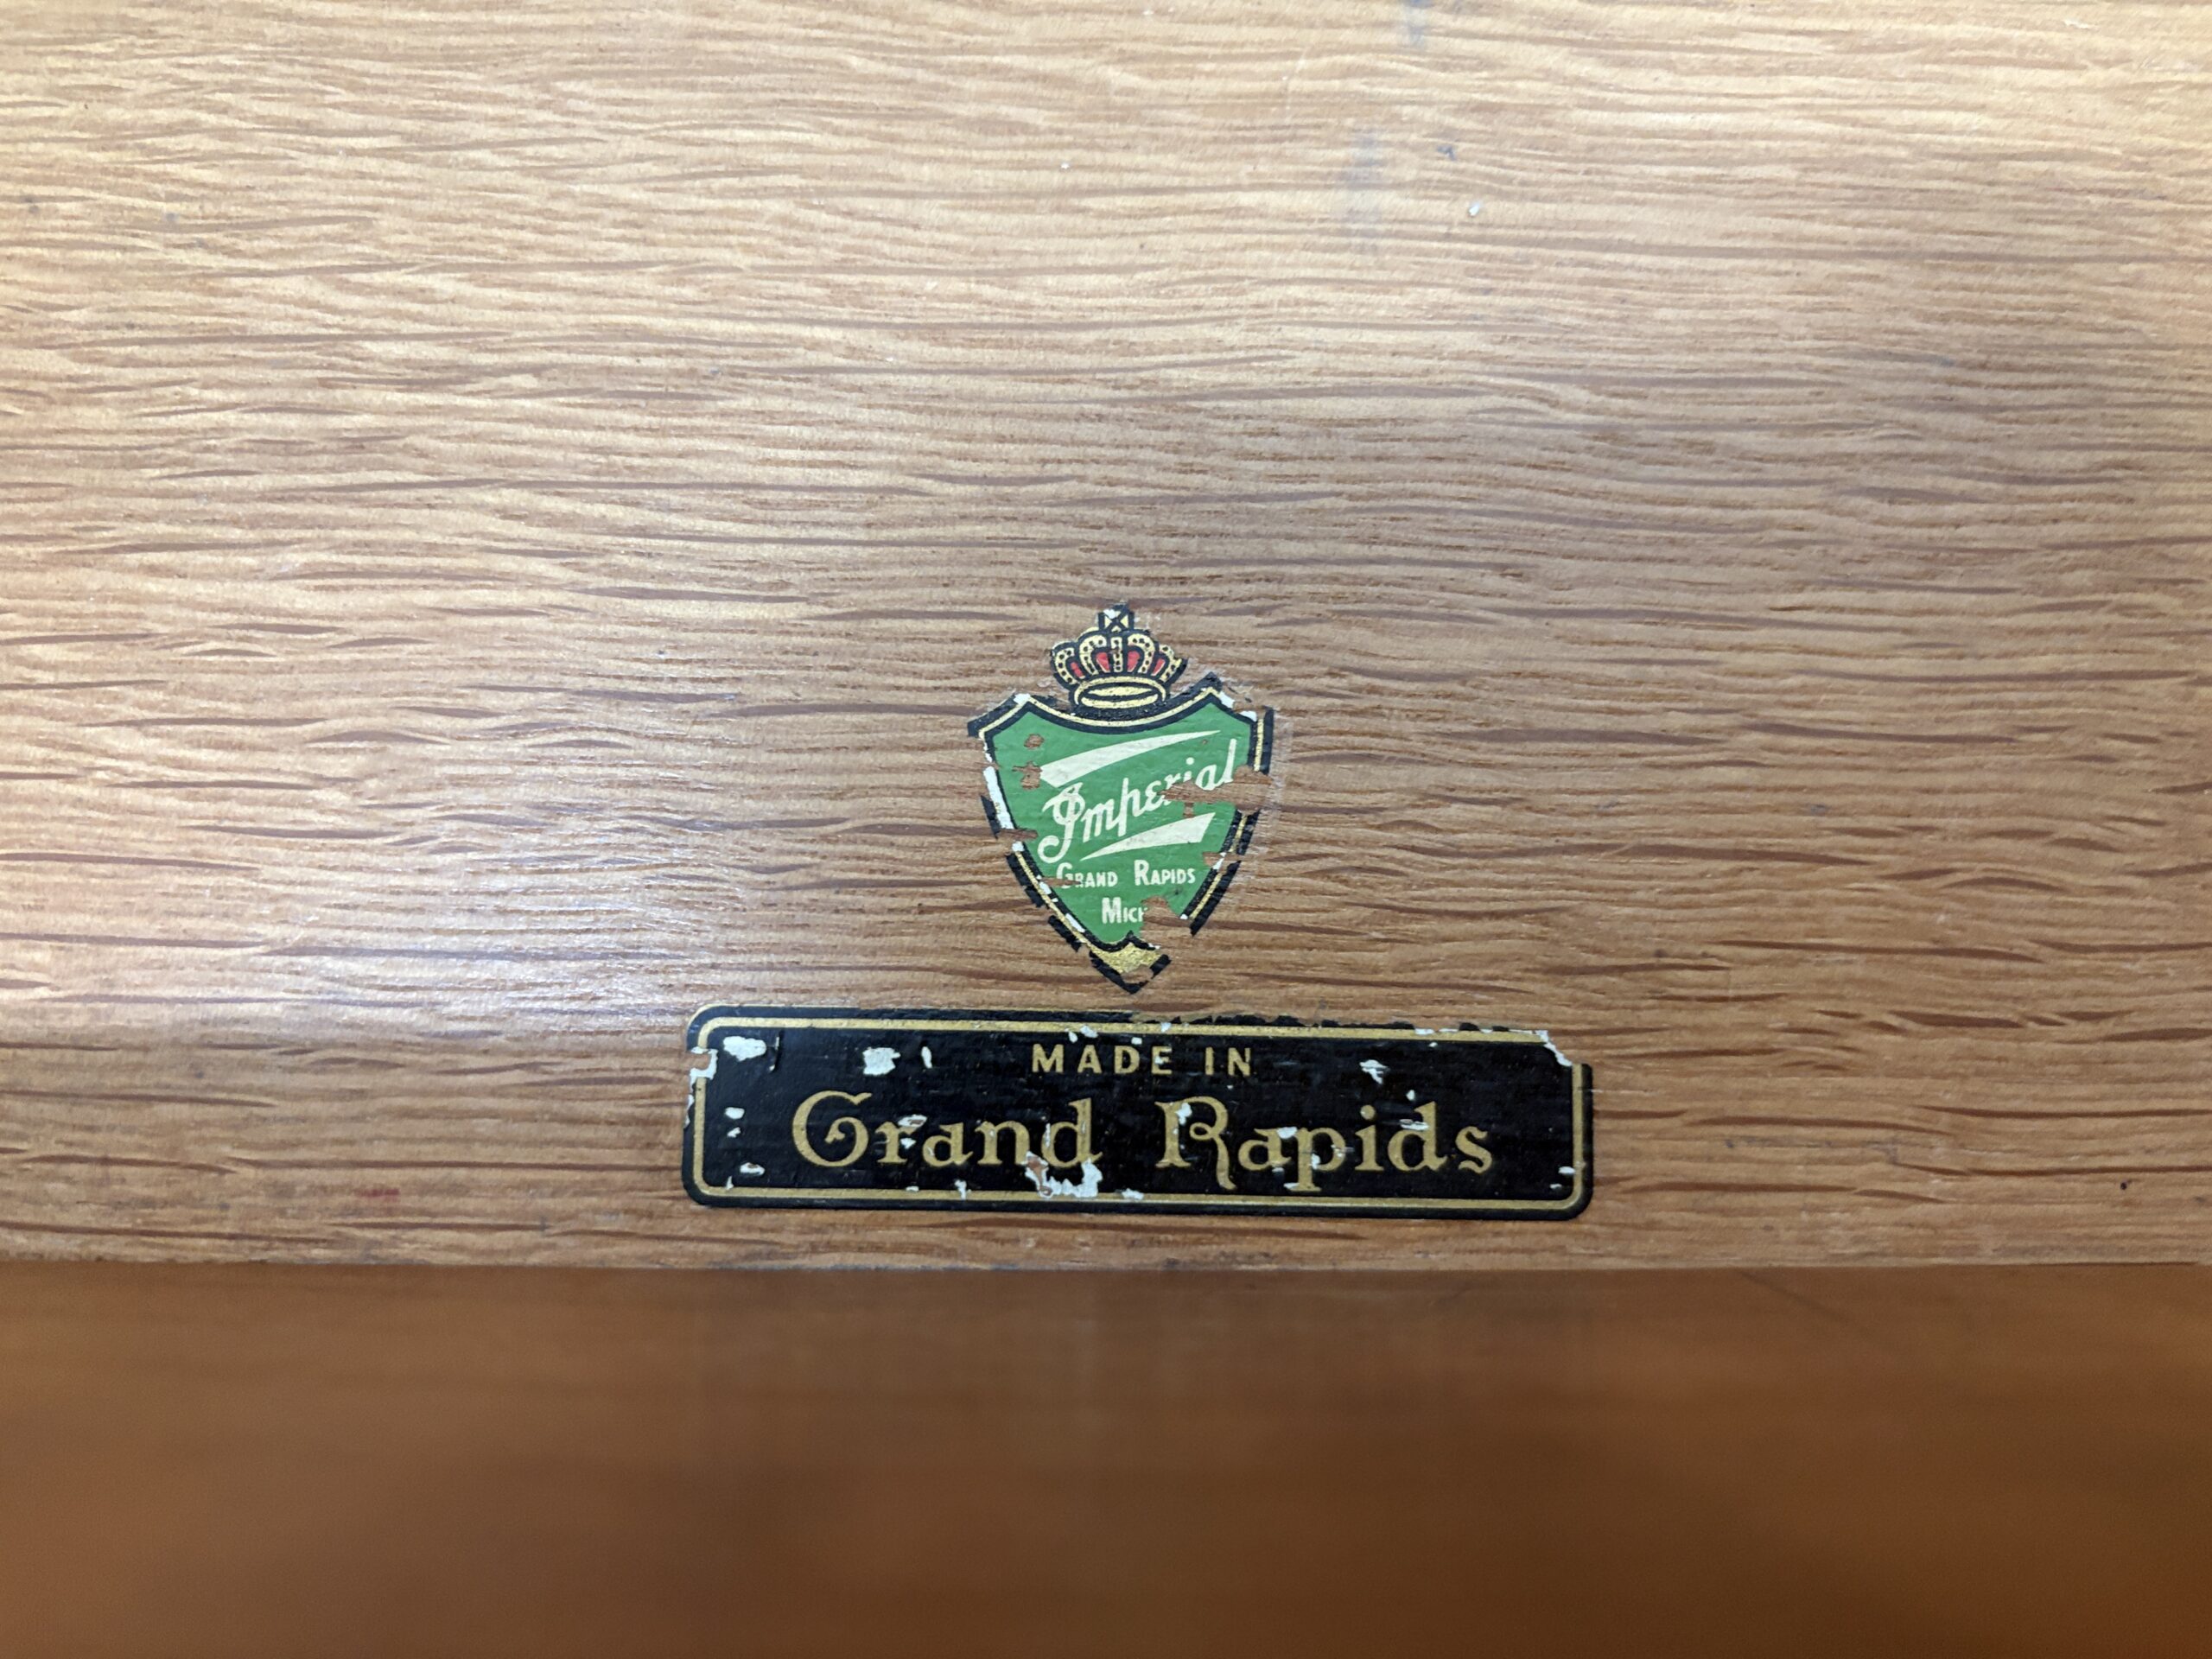 Imperial
GRAND RAPIDS
MICH
MADE IN
Grand Rapids